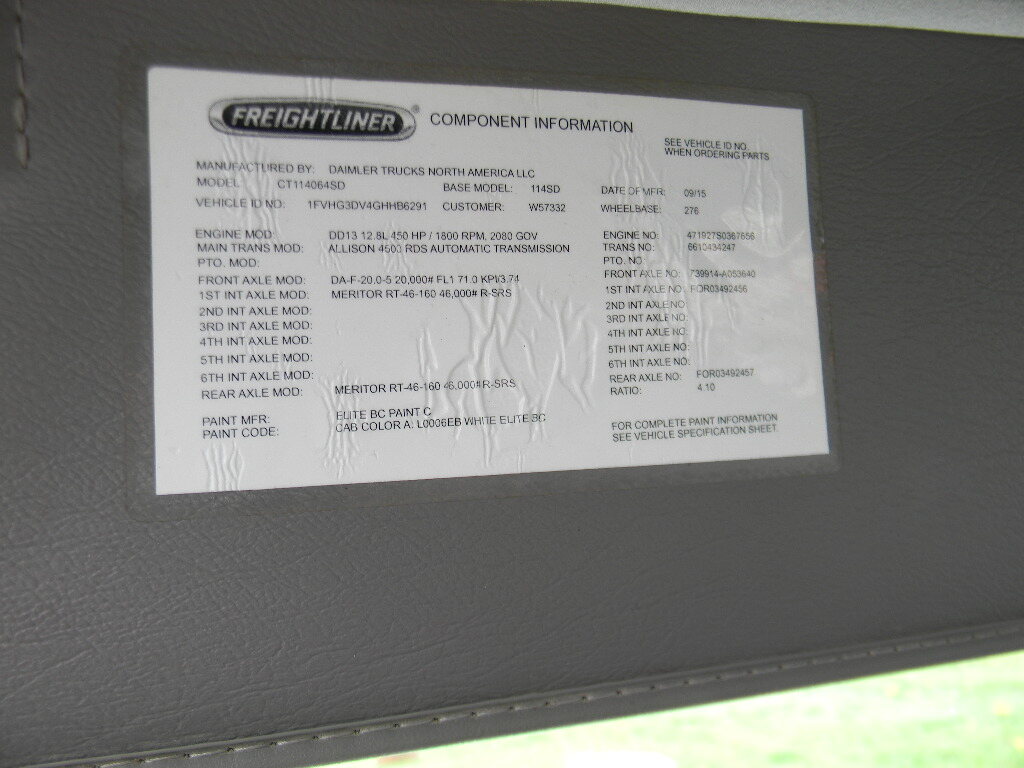 FREIGHTLINER® COMPONENT INFORMATION
SEE VEHICLE ID NO.
WHEN ORDERING PARTS
MANUFACTURED BY: DAIMLER TRUCKS NORTH AMERICA LLC
MODEL CT114064SD BASE MODEL: 114SD DATE OF MFR: 09/15
VEHICLE ID NO: 1FVHG3DV4GHHB6291 CUSTOMER: W57332 WHEELBASE: 276
ENGINE MOD: DD13 12.8L 450 HP / 1800 RPM, 2080 GOV ENGINE NO: 471927S0367656
MAIN TRANS MOD: ALLISON 4500 RDS AUTOMATIC TRANSMISSION TRANS NO: 6610434247
PTO. MOD: PTO. NO
FRONT AXLE MOD: DA-F-20.0-5 20,000# FL1 71.0 KPI/3.74 FRONT AXLE NO: 739914-A053640
1ST INT AXLE MOD: MERITOR RT-46-160 46,000# R-SRS 1ST INT AXLE NO: FOR03492456
2ND INT AXLE MOD: 2ND INT AXLE NO:
3RD INT AXLE MOD: 3RD INT AXLE NO:
4TH INT AXLE MOD: 4TH INT AXLE NO:
5TH INT AXLE MOD: 5TH INT AXLE NO:
6TH INT AXLE MOD: 6TH INT AXLE NO:
REAR AXLE MOD: MERITOR RT-46-160 46,000# R-SRS REAR AXLE NO: FOR03492457
RATIO: 4.10
PAINT MFR: ELITE BC PAINT C
PAINT CODE: CAB COLOR A: L0006EB WHITE ELITE BC
FOR COMPLETE PAINT INFORMATION
SEE VEHICLE SPECIFICATION SHEET.